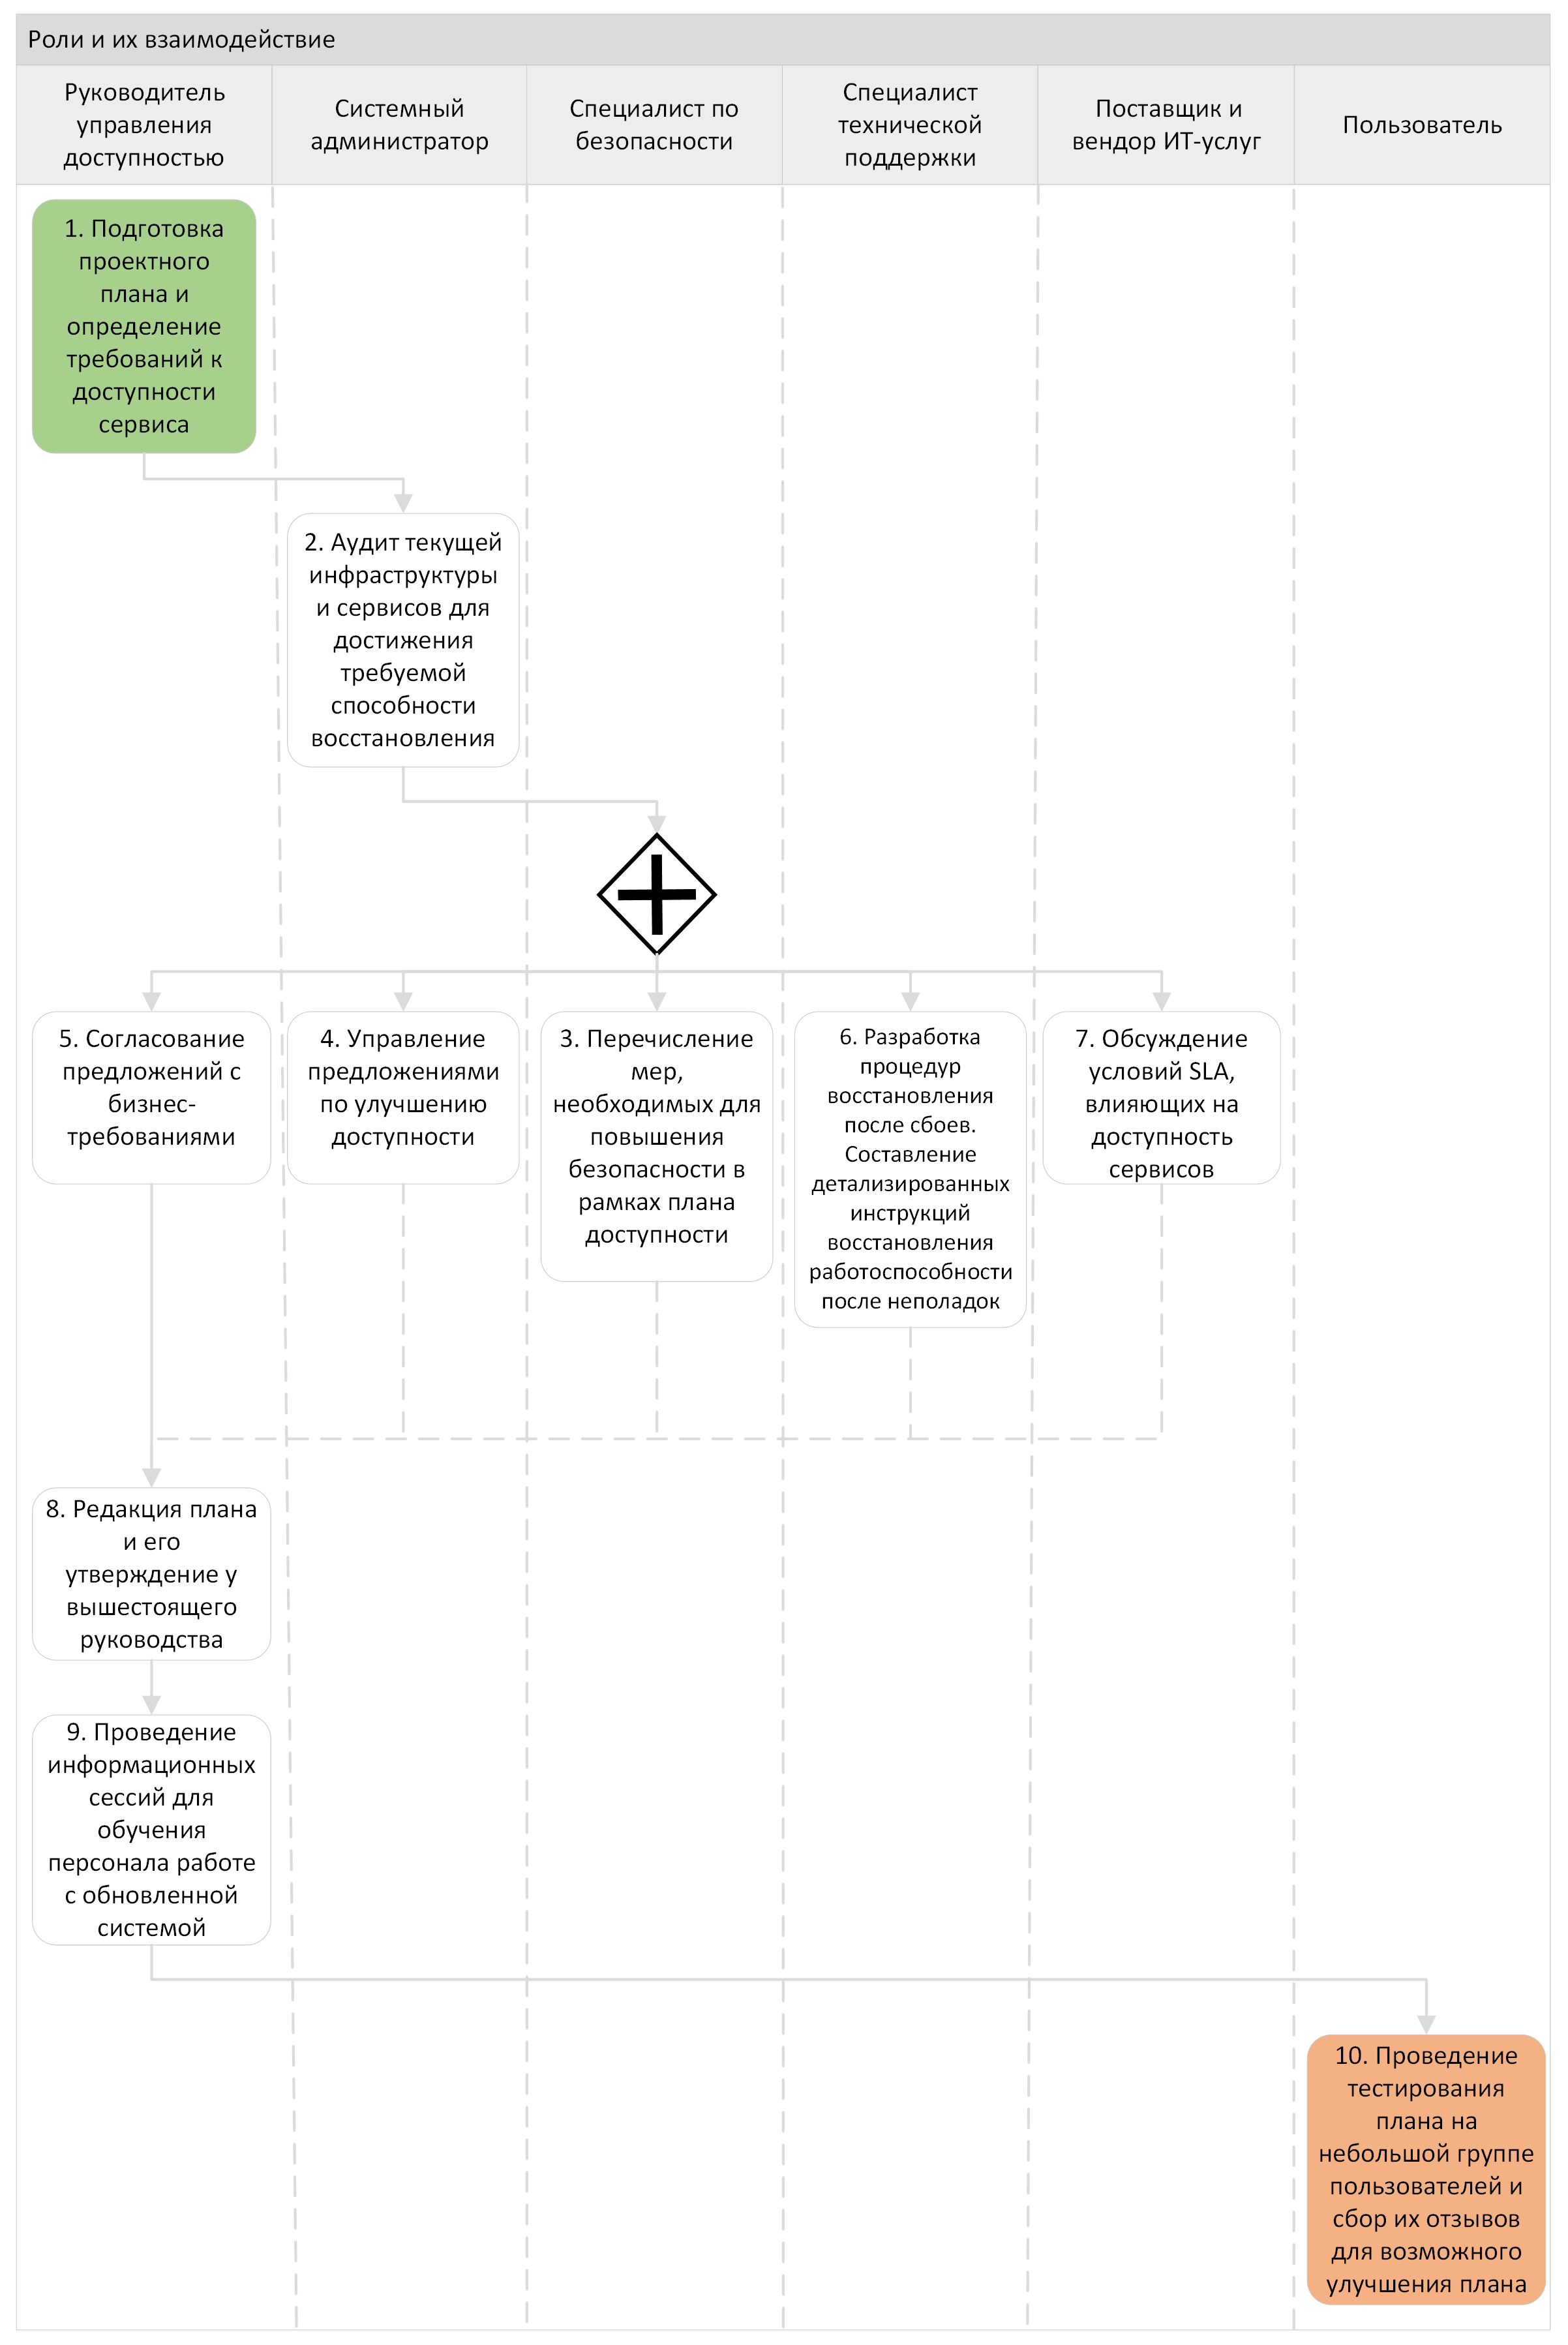 Роли и их взаимодействие
Руководитель
управления
доступностью
Системный
администратор
Специалист по
безопасности
Специалист
технической
поддержки
Поставщик и
вендор ИТ-услуг
Пользователь
1. Подготовка
проектного
плана и
определение
требований к
доступности
сервиса
2. Аудит текущей
инфраструктуры
и сервисов для
достижения
требуемой
способности
восстановления
5. Согласование
предложений с
бизнес-
требованиями
4. Управление
предложениями
по улучшению
доступности
3. Перечисление
мер,
необходимых для
повышения
безопасности в
рамках плана
доступности
6. Разработка
процедур
восстановления
после сбоев.
Составление
детализированных
инструкций
восстановления
работоспособности
после неполадок
7. Обсуждение
условий SLA,
влияющих на
доступность
сервисов
8. Редакция плана
и его
утверждение у
вышестоящего
руководства
9. Проведение
информационных
сессий для
обучения
персонала работе
с обновленной
системой
10. Проведение
тестирования
плана на
небольшой группе
пользователей и
сбор их отзывов
для возможного
улучшения плана